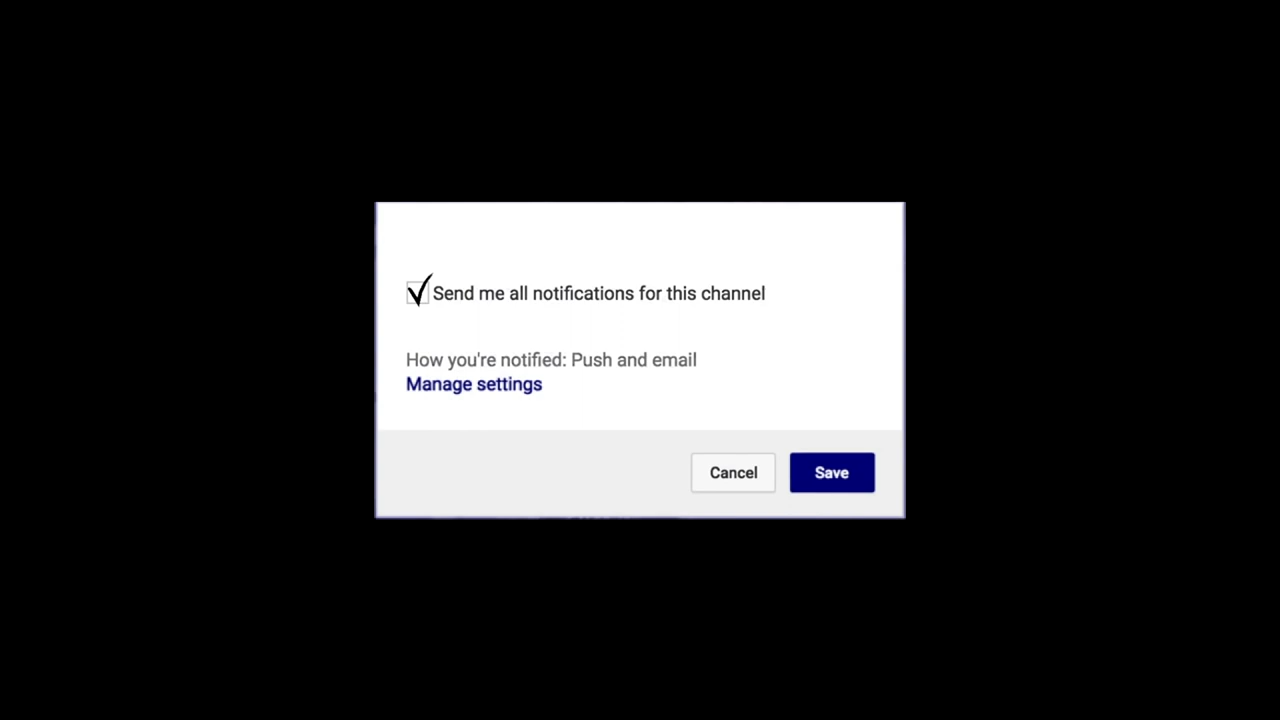 Send me all notifications for this channel
How you're notified: Push and email
Manage settings
Cancel Save